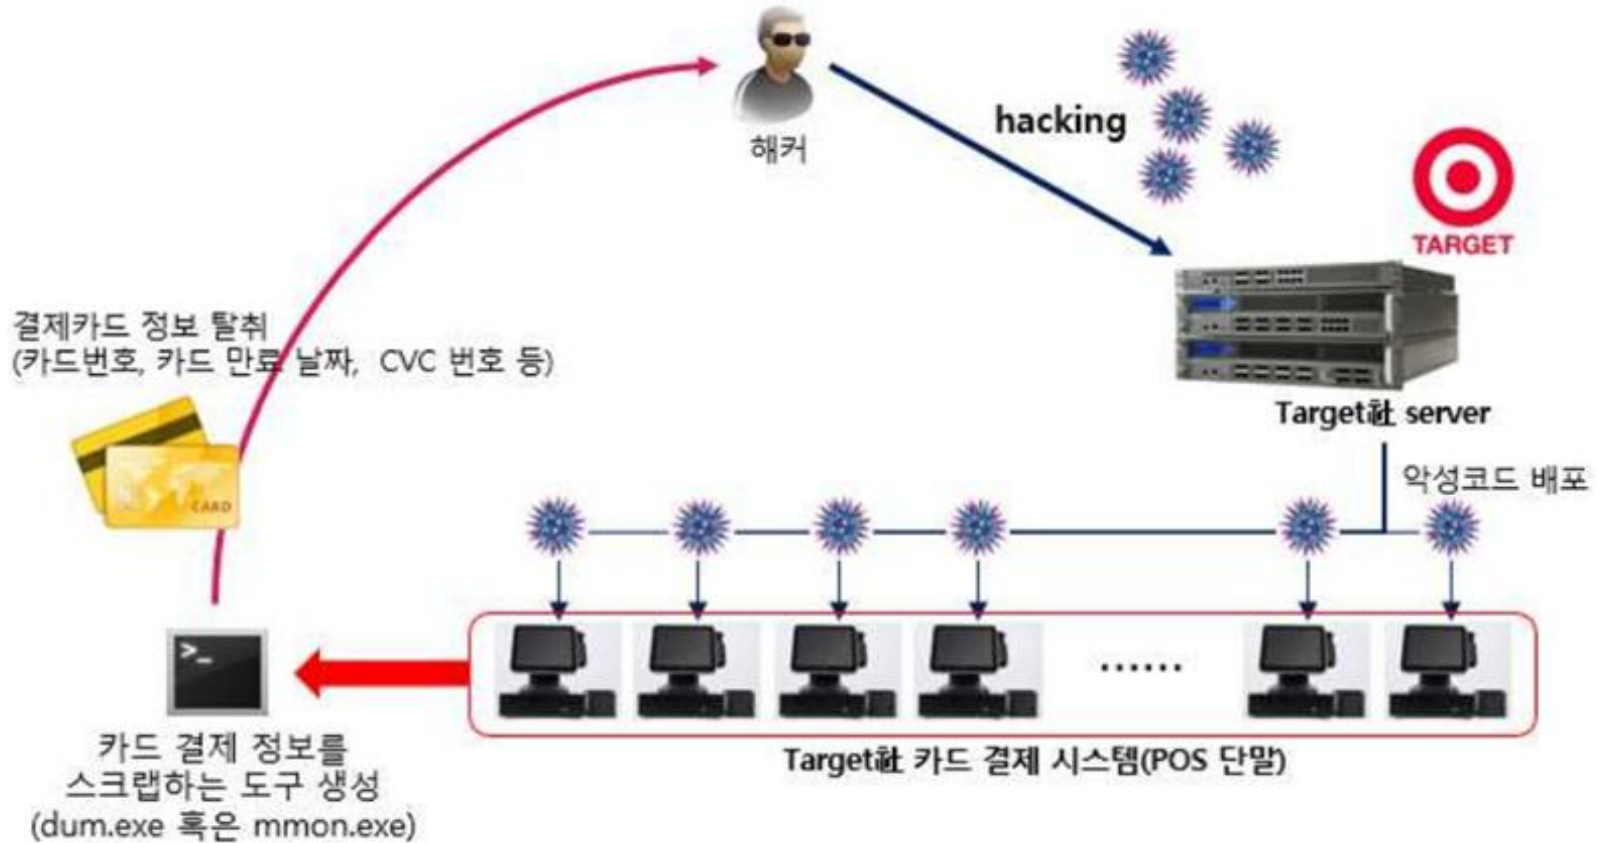 해커
hacking
TARGET
결제카드 정보 탈취
(카드번호, 카드 만료 날짜, CVC 번호 등)
CARD
Target社 server
악성코드 배포
>_
......
카드 결제 정보를
스크랩하는 도구 생성
(dum.exe 혹은 mmon.exe)
Target社 카드 결제 시스템(POS 단말)